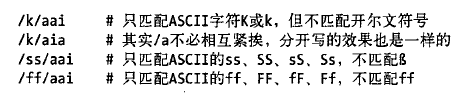 /k/aai # 只匹配ASCII字符K或k，但不匹配开尔文符号
/k/aia # 其实/a不必相互紧挨，分开写的效果也是一样的
/ss/aai # 只匹配ASCII的ss、SS、sS、Ss，不匹配ß
/ff/aai # 只匹配ASCII的ff、FF、fF、Ff，不匹配ff